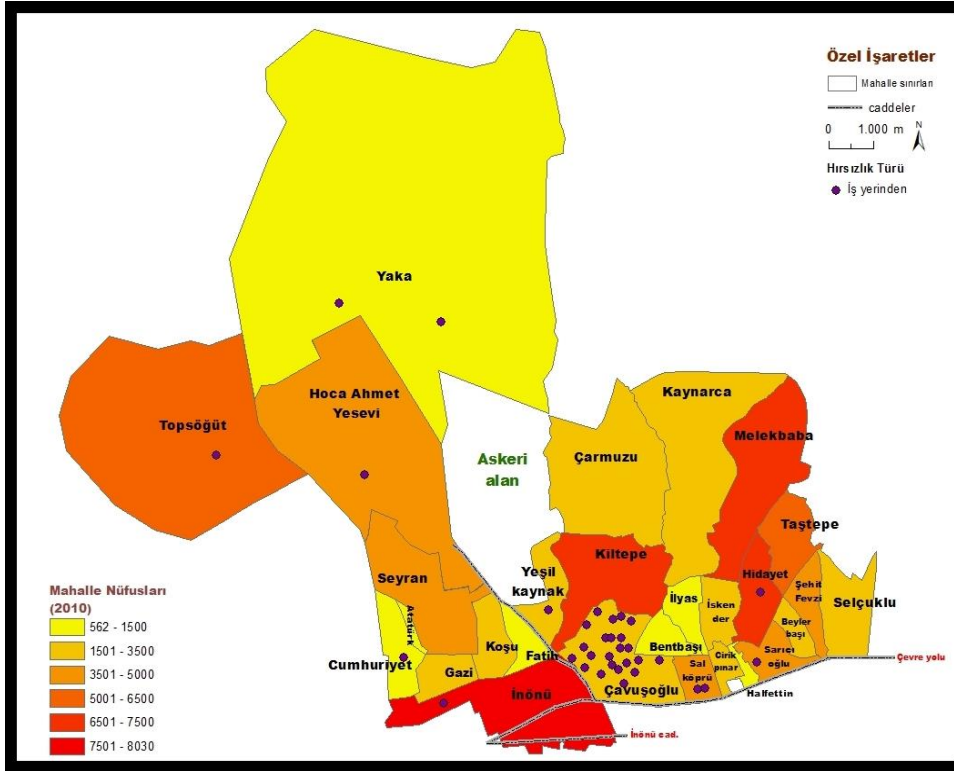 Özel İşaretler
Mahalle sınırları
caddeler
0 1.000 m N
Hırsızlık Türü
İş yerinden
Yaka
Hoca Ahmet
Yesevi
Kaynarca
Topsöğüt
Melekbaba
Askeri
alan
Çarmuzu
Taştepe
Kiltepe
Yeşil
kaynak
Seyran
Hidayet
Şehit
Fevzi
Selçuklu
İlyas
İsken
der
Beyler
başı
Atatürk
Koşu
Fatih
Bentbaşı
Sarıcı
oğlu
Cirik
pınar
Cumhuriyet
Gazi
Sal
köprü
Çevre yolu
İnönü
Çavuşoğlu
Halfettin
İnönü cad.
Mahalle Nüfusları
(2010)
562 - 1500
1501 - 3500
3501 - 5000
5001 - 6500
6501 - 7500
7501 - 8030